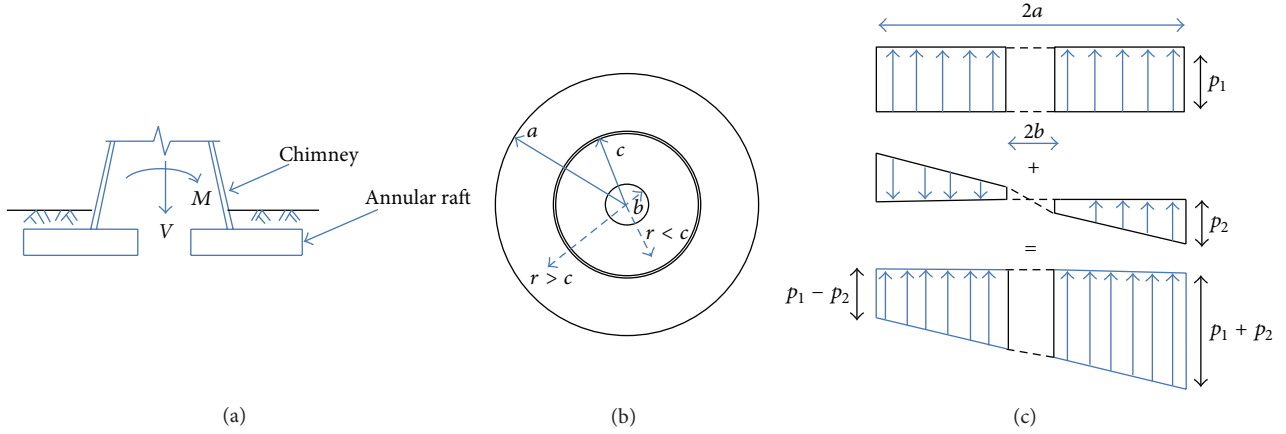 Chimney
Annular raft
M
V
(a)
a
c
b
r < c
r > c
(b)
2a
p₁
2b
+
p₂
=
p₁ − p₂
p₁ + p₂
(c)